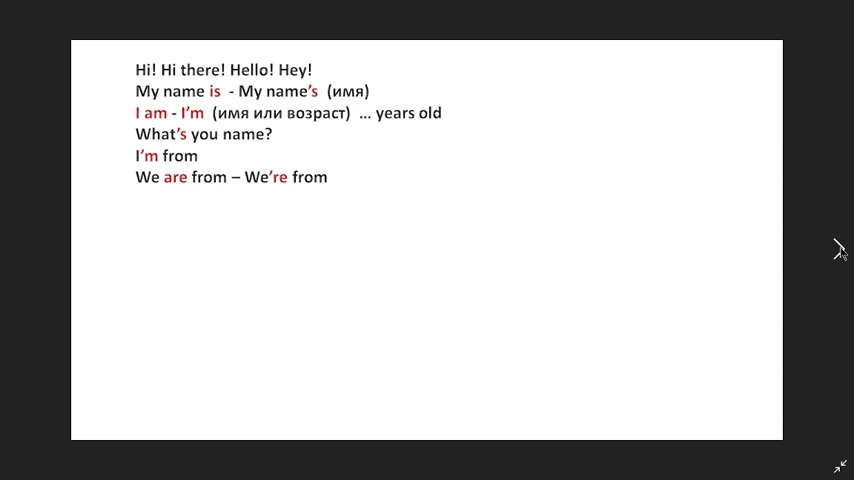 Hi! Hi there! Hello! Hey!
My name is - My name's (имя)
I am - I'm (имя или возраст) ... years old
What's you name?
I'm from
We are from – We're from